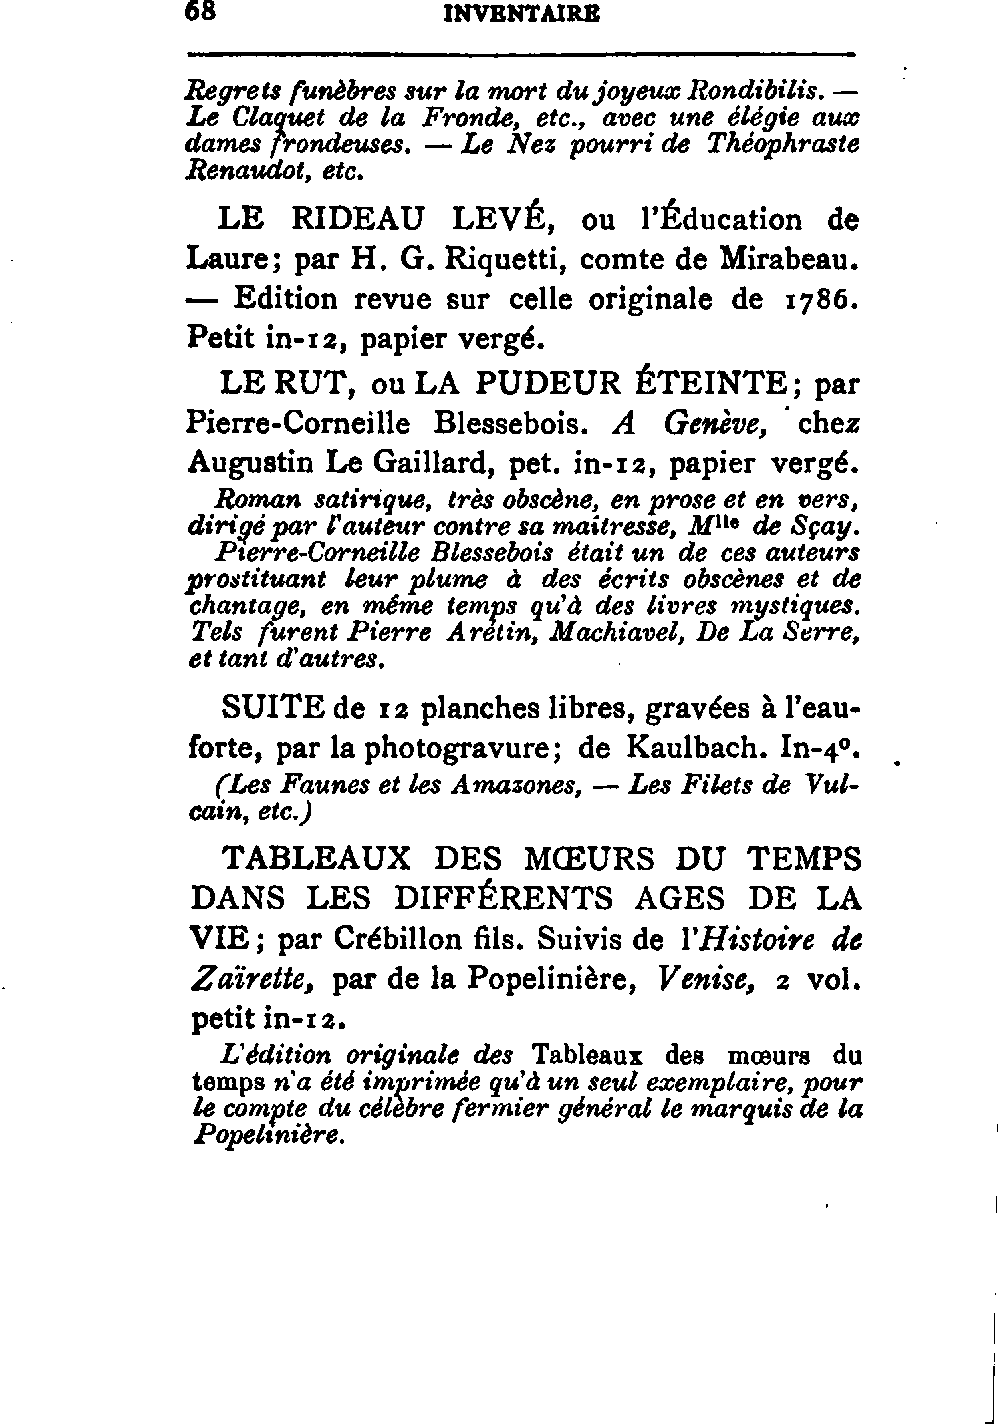 68 INVENTAIRE
Regrets funèbres sur la mort du joyeux Rondibilis. —
Le Claquet de la Fronde, etc., avec une élégie aux
dames frondeuses. — Le Nez pourri de Théophraste
Renaudot, etc.
LE RIDEAU LEVÉ, ou l'Éducation de
Laure; par H. G. Riquetti, comte de Mirabeau.
— Edition revue sur celle originale de 1786.
Petit in-12, papier vergé.
LE RUT, ou LA PUDEUR ÉTEINTE; par
Pierre-Corneille Blessebois. A Genève, chez
Augustin Le Gaillard, pet. in-12, papier vergé.
Roman satirique, très obscène, en prose et en vers,
dirigé par l'auteur contre sa maîtresse, Mlle de Sçay.
Pierre-Corneille Blessebois était un de ces auteurs
prostituant leur plume à des écrits obscènes et de
chantage, en même temps qu'à des livres mystiques.
Tels furent Pierre Arétin, Machiavel, De La Serre,
et tant d'autres.
SUITE de 12 planches libres, gravées à l'eau-
forte, par la photogravure; de Kaulbach. In-4º.
(Les Faunes et les Amazones, — Les Filets de Vul-
cain, etc.)
TABLEAUX DES MŒURS DU TEMPS
DANS LES DIFFÉRENTS AGES DE LA
VIE; par Crébillon fils. Suivis de l'Histoire de
Zaïrette, par de la Popelinière, Venise, 2 vol.
petit in-12.
L'édition originale des Tableaux des mœurs du
temps n'a été imprimée qu'à un seul exemplaire, pour
le compte du célèbre fermier général le marquis de la
Popelinière.